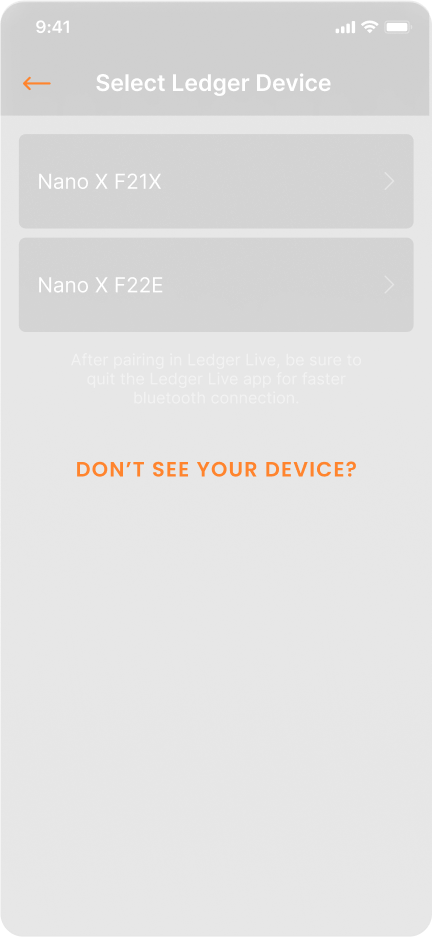 9:41
Select Ledger Device
Nano X F21X
Nano X F22E
After pairing in Ledger Live, be sure to
quit the Ledger Live app for faster
bluetooth connection.
DON’T SEE YOUR DEVICE?